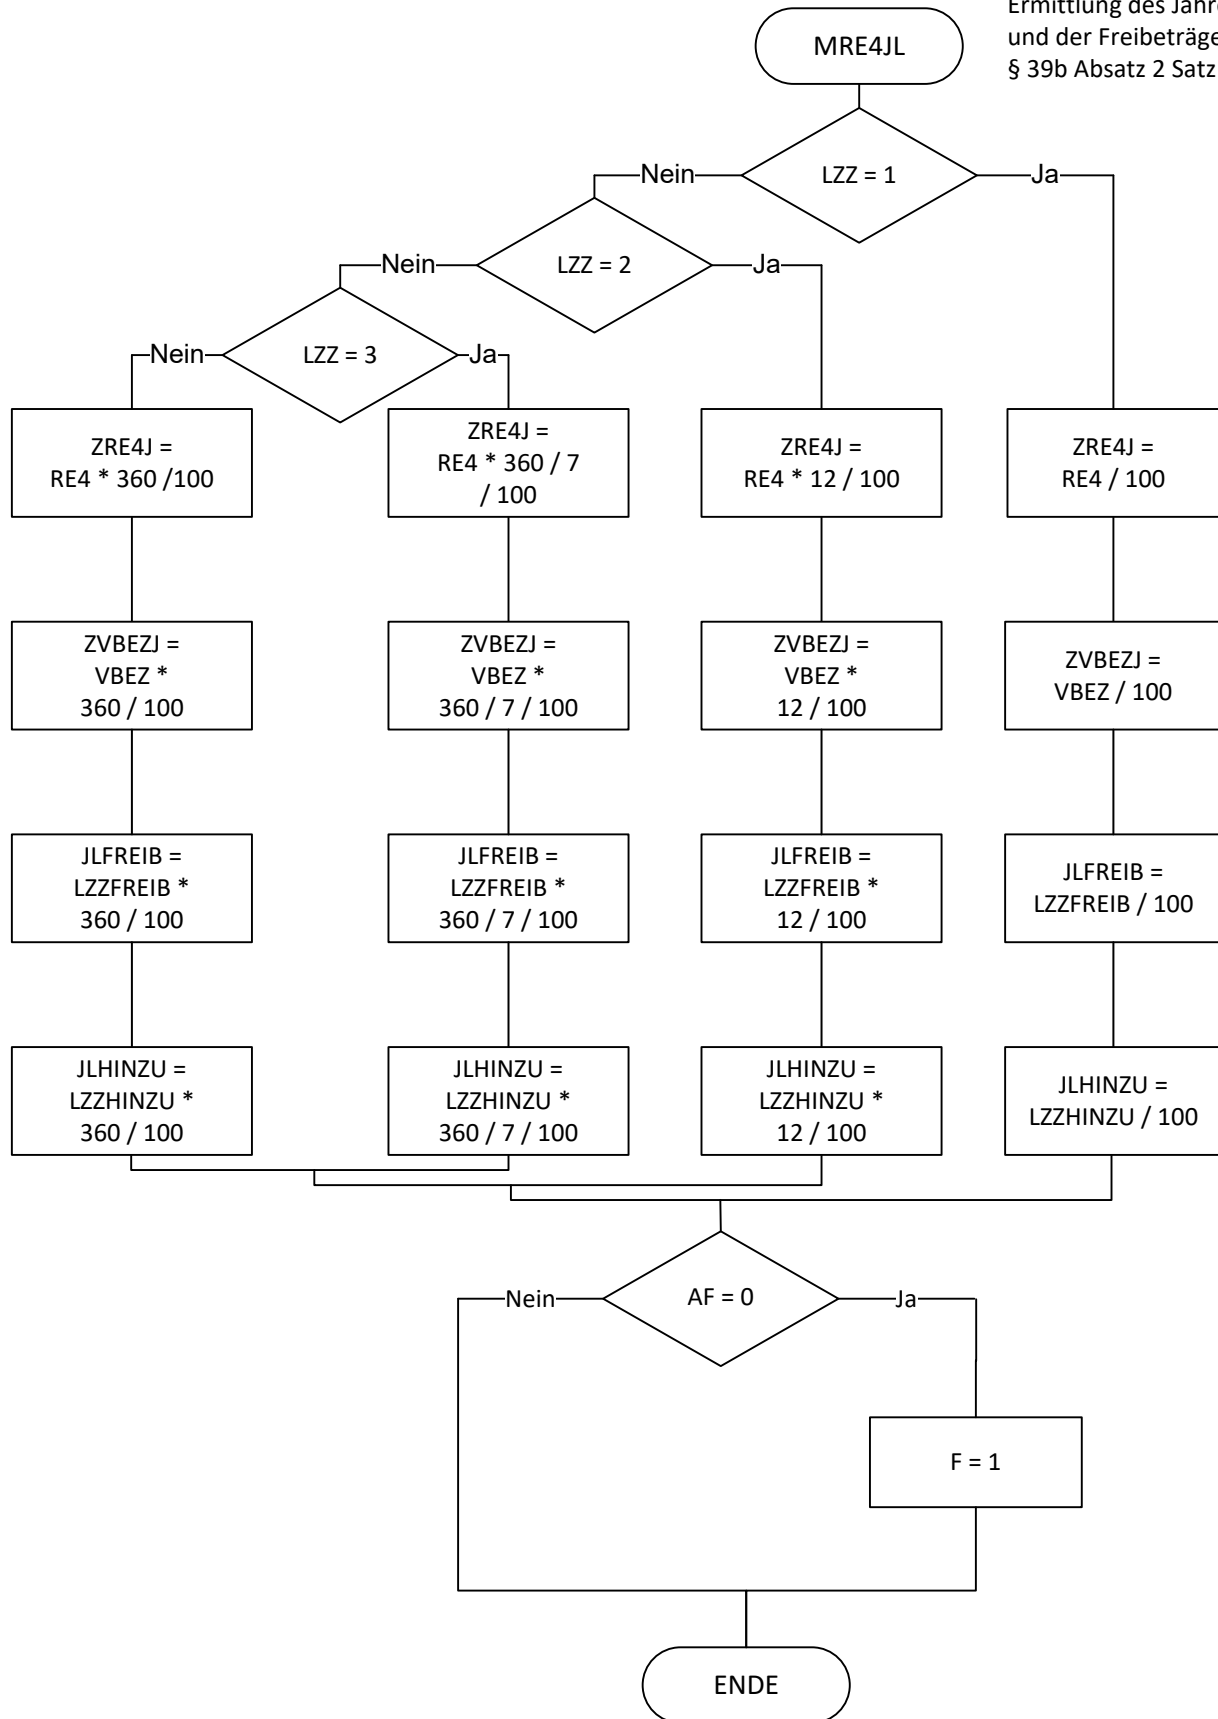 Ermittlung des
und der Freibeträge
§ 39b Absatz 2 Satz
MRE4JL
LZZ = 1
Nein
Ja
LZZ = 2
Nein
Ja
LZZ = 3
Nein
Ja
ZRE4J =
RE4 * 360 /100
ZRE4J =
RE4 * 360 / 7
/ 100
ZRE4J =
RE4 * 12 / 100
ZRE4J =
RE4 / 100
ZVBEZJ =
VBEZ *
360 / 100
ZVBEZJ =
VBEZ *
360 / 7 / 100
ZVBEZJ =
VBEZ *
12 / 100
ZVBEZJ =
VBEZ / 100
JLFREIB =
LZZFREIB *
360 / 100
JLFREIB =
LZZFREIB *
360 / 7 / 100
JLFREIB =
LZZFREIB *
12 / 100
JLFREIB =
LZZFREIB / 100
JLHINZU =
LZZHINZU *
360 / 100
JLHINZU =
LZZHINZU *
360 / 7 / 100
JLHINZU =
LZZHINZU *
12 / 100
JLHINZU =
LZZHINZU / 100
AF = 0
Nein
Ja
F = 1
ENDE